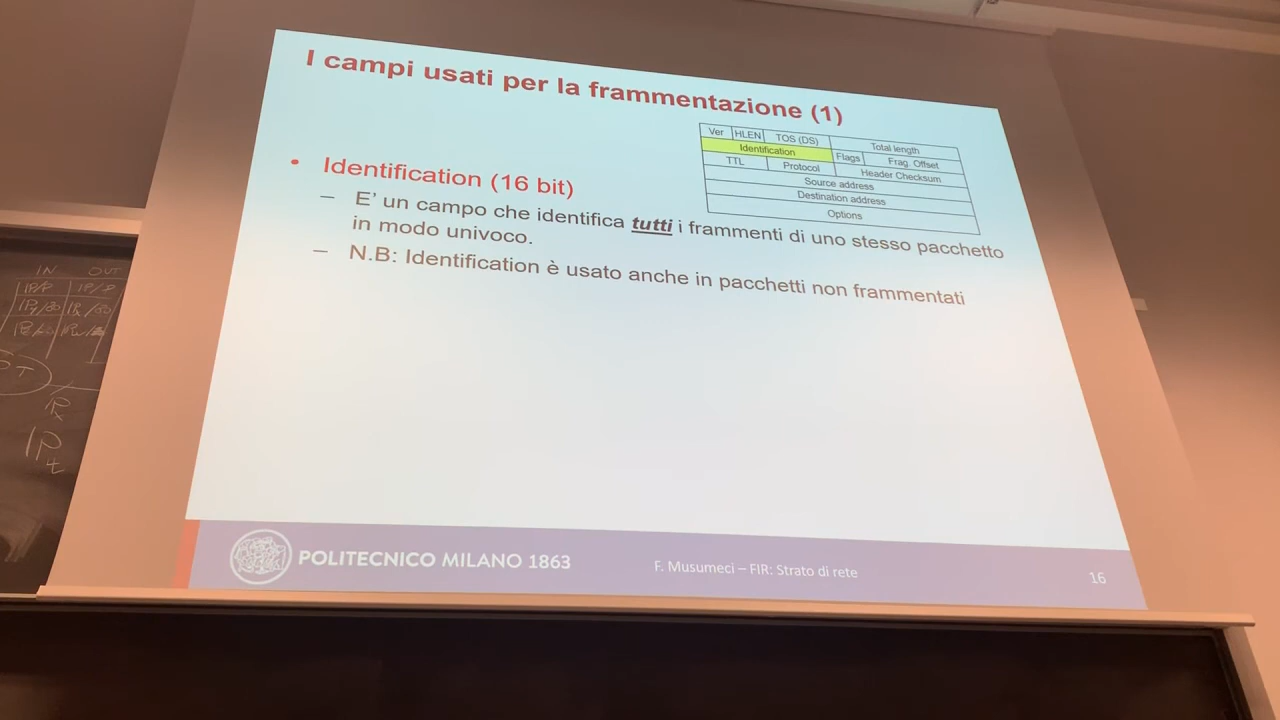 I campi usati per la frammentazione (1)
Ver HLEN TOS (DS) Total length
Identification Flags Frag. Offset
TTL Protocol Header Checksum
Source address
Destination address
Options
• Identification (16 bit)
– E' un campo che identifica tutti i frammenti di uno stesso pacchetto
in modo univoco.
– N.B: Identification è usato anche in pacchetti non frammentati
IN OUT
POLITECNICO MILANO 1863
F. Musumeci – FIR: Strato di rete
16